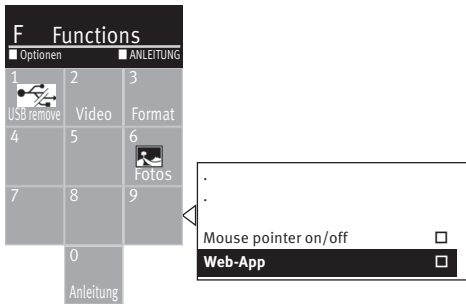 F Functions
Optionen ANLEITUNG
1 2 3
USB remove Video Format
4 5 6
Fotos
7 8 9
.
.
Mouse pointer on/off
Web-App
0
Anleitung